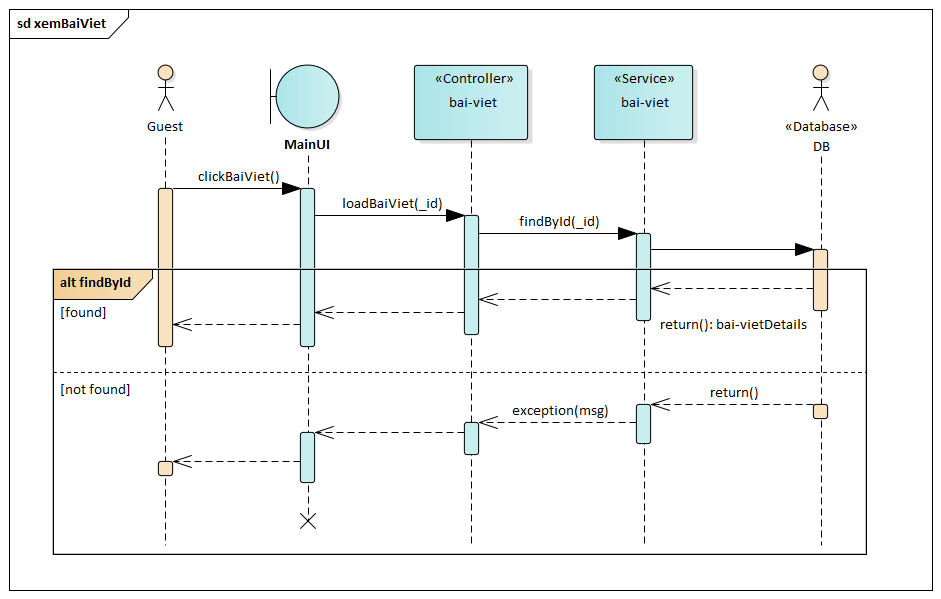 sd xemBaiViet
«Controller»
bai-viet
«Service»
bai-viet
Guest
MainUI
«Database»
DB
clickBaiViet()
loadBaiViet(_id)
findById(_id)
alt findById
[found]
return(): bai-vietDetails
[not found]
return()
exception(msg)